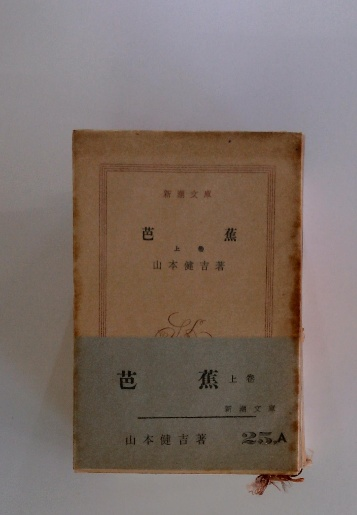 新潮文庫
芭蕉
上巻
山本健吉著
芭蕉 上巻
新潮文庫
山本健吉著 25A